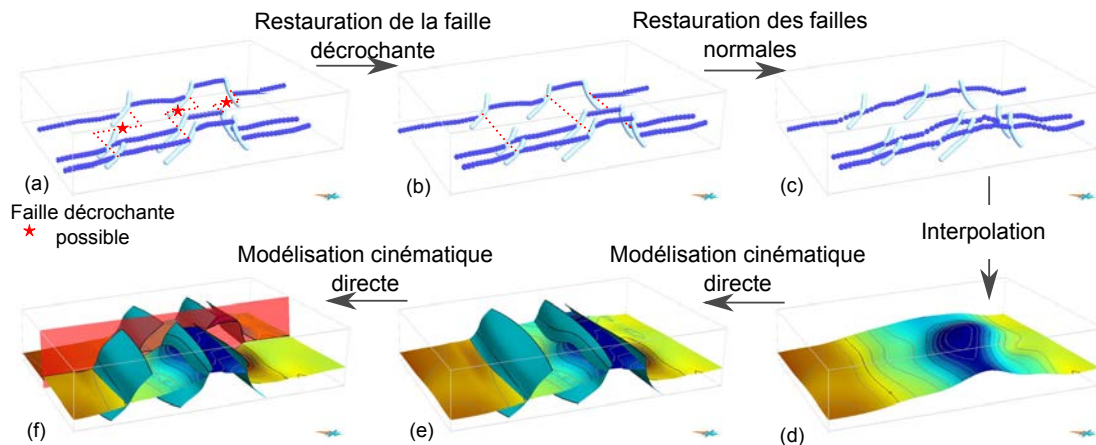 Restauration de la faille
décrochante
Restauration des failles
normales
(a)
(b)
(c)
Faille décrochante
possible
Interpolation
Modélisation cinématique
directe
Modélisation cinématique
directe
(f)
(e)
(d)